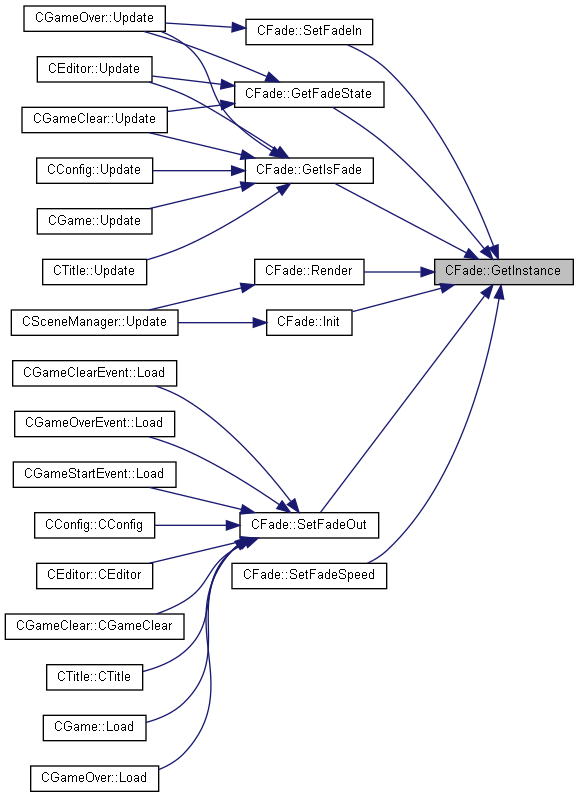 CGameOver::Update
CFade::SetFadeIn
CEditor::Update
CFade::GetFadeState
CGameClear::Update
CConfig::Update
CFade::GetIsFade
CGame::Update
CTitle::Update
CFade::Render
CFade::GetInstance
CSceneManager::Update
CFade::Init
CGameClearEvent::Load
CGameOverEvent::Load
CGameStartEvent::Load
CConfig::CConfig
CFade::SetFadeOut
CEditor::CEditor
CFade::SetFadeSpeed
CGameClear::CGameClear
CTitle::CTitle
CGame::Load
CGameOver::Load